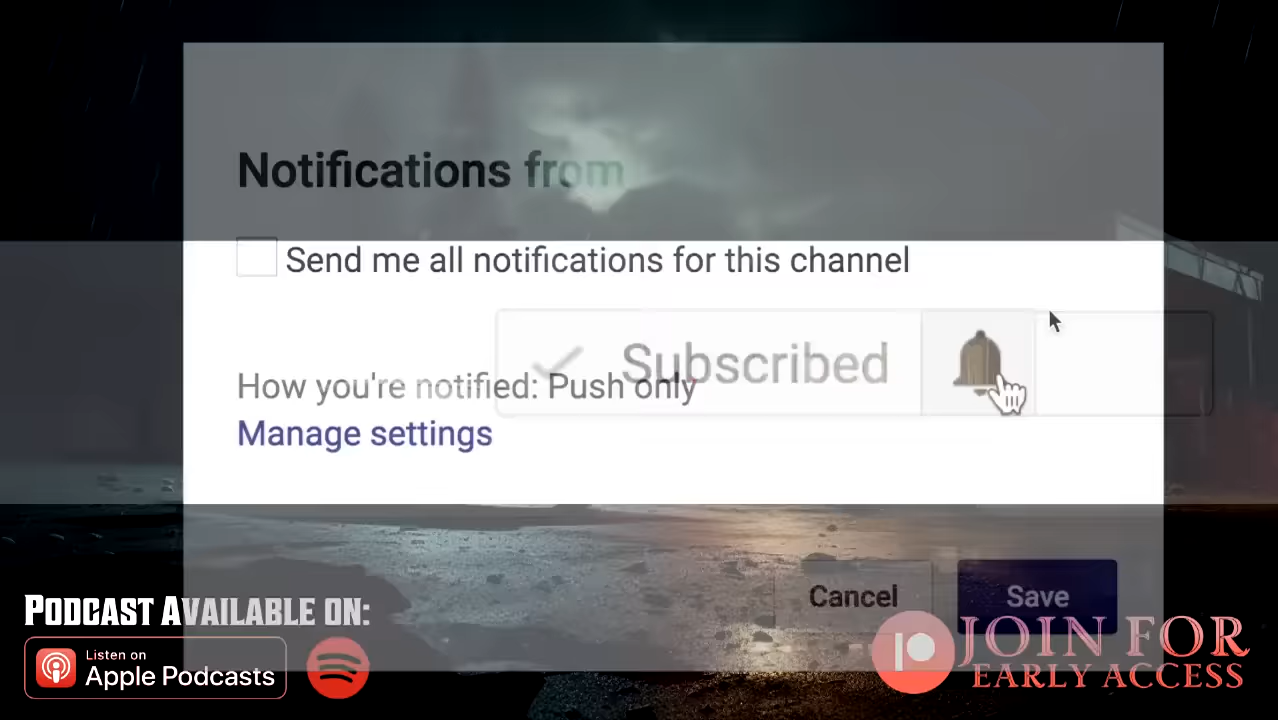 Notifications from
Send me all notifications for this channel
Subscribed
How you're notified: Push only
Manage settings
Cancel
Save
PODCAST AVAILABLE ON:
Listen on
Apple Podcasts
JOIN FOR
EARLY ACCESS